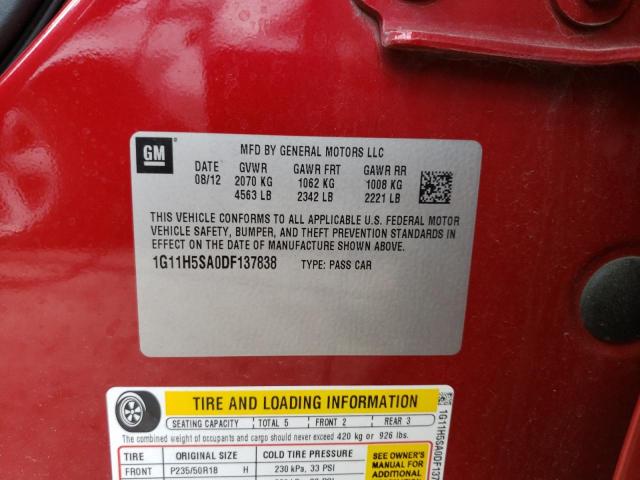 GM
MFD BY GENERAL MOTORS LLC
DATE GVWR GAWR FRT GAWR RR
08/12 2070 KG 1062 KG 1008 KG
4563 LB 2342 LB 2221 LB
THIS VEHICLE CONFORMS TO ALL APPLICABLE U.S. FEDERAL MOTOR
VEHICLE SAFETY, BUMPER, AND THEFT PREVENTION STANDARDS
IN EFFECT ON THE DATE OF MANUFACTURE SHOWN ABOVE.
1G11H5SA0DF137838 TYPE: PASS CAR
TIRE AND LOADING INFORMATION
SEATING CAPACITY TOTAL 5 FRONT 2 REAR 3
The combined weight of occupants and cargo should never exceed 420 kg or 926 lbs.
TIRE ORIGINAL SIZE COLD TIRE PRESSURE
FRONT P235/50R18 H 230 kPa, 33 PSI
SEE OWNER'S
MANUAL FOR
ADDITIONAL
1G11H5SA0DF137